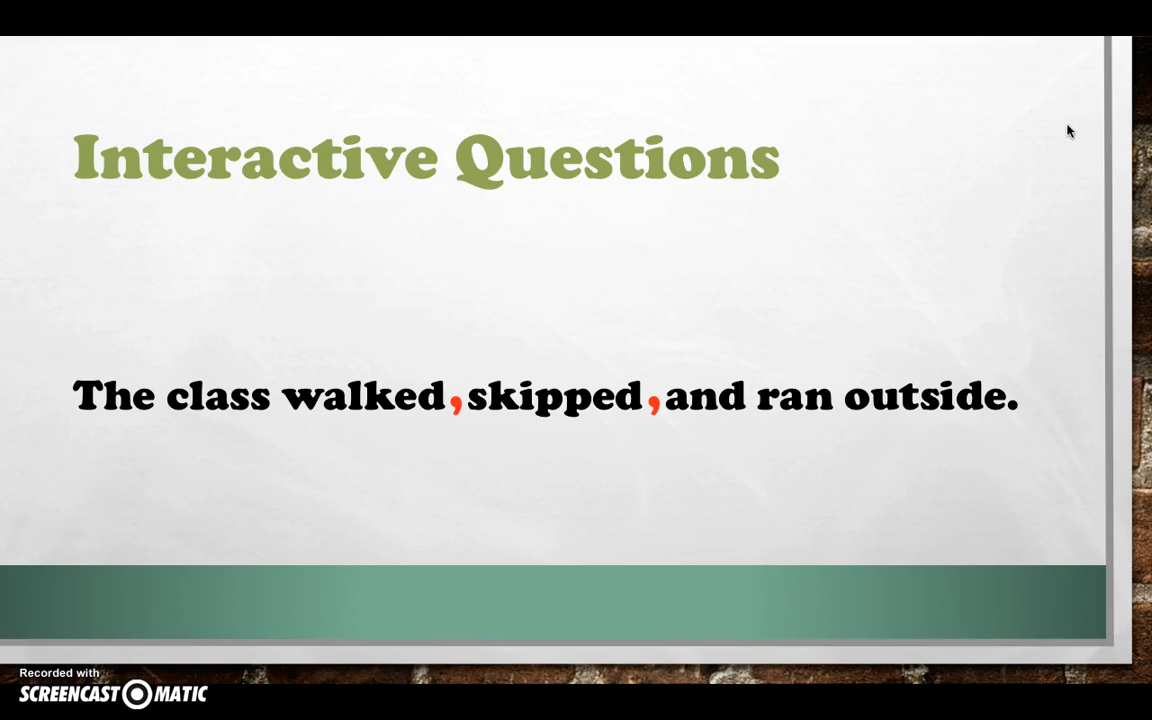 Interactive Questions
The class walked, skipped, and ran outside.
Recorded with
SCREENCAST MATIC